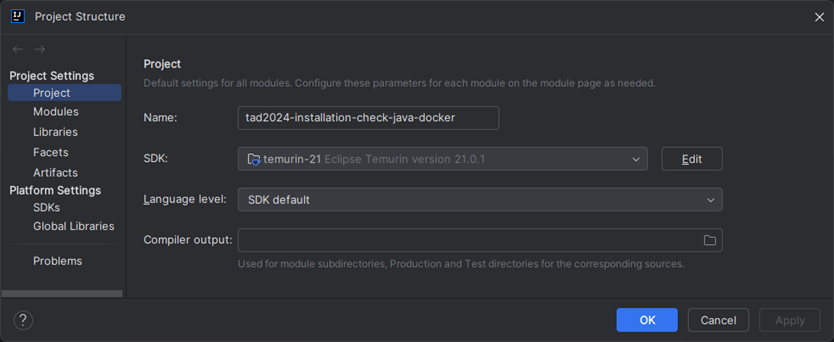 IJ
Project Structure
Project Settings
Project
Modules
Libraries
Facets
Artifacts
Platform Settings
SDKs
Global Libraries
Problems
Project
Default settings for all modules. Configure these parameters for each module on the module page as needed.
Name: tad2024-installation-check-java-docker
SDK: temurin-21 Eclipse Temurin version 21.0.1 Edit
Language level: SDK default
Compiler output:
Used for module subdirectories, Production and Test directories for the corresponding sources.
? OK Cancel Apply